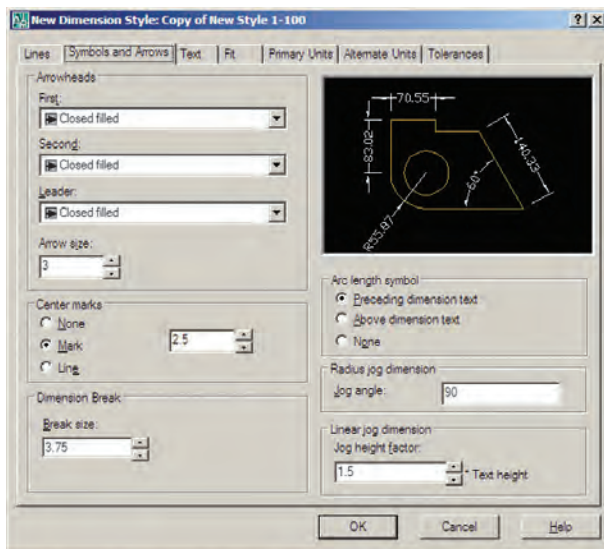 New Dimension Style: Copy of New Style 1-100
Lines Symbols and Arrows Text Fit Primary Units Alternate Units Tolerances
Arrowheads
First:
Closed filled
Second:
Closed filled
Leader:
Closed filled
Arrow size:
3
Center marks
None
Mark
Line
2.5
Dimension Break
Break size:
3.75
70.55
83.02
140.33
60°
R55.87
Arc length symbol
Preceding dimension text
Above dimension text
None
Radius jog dimension
Jog angle: 90
Linear jog dimension
Jog height factor:
1.5 * Text height
OK Cancel Help